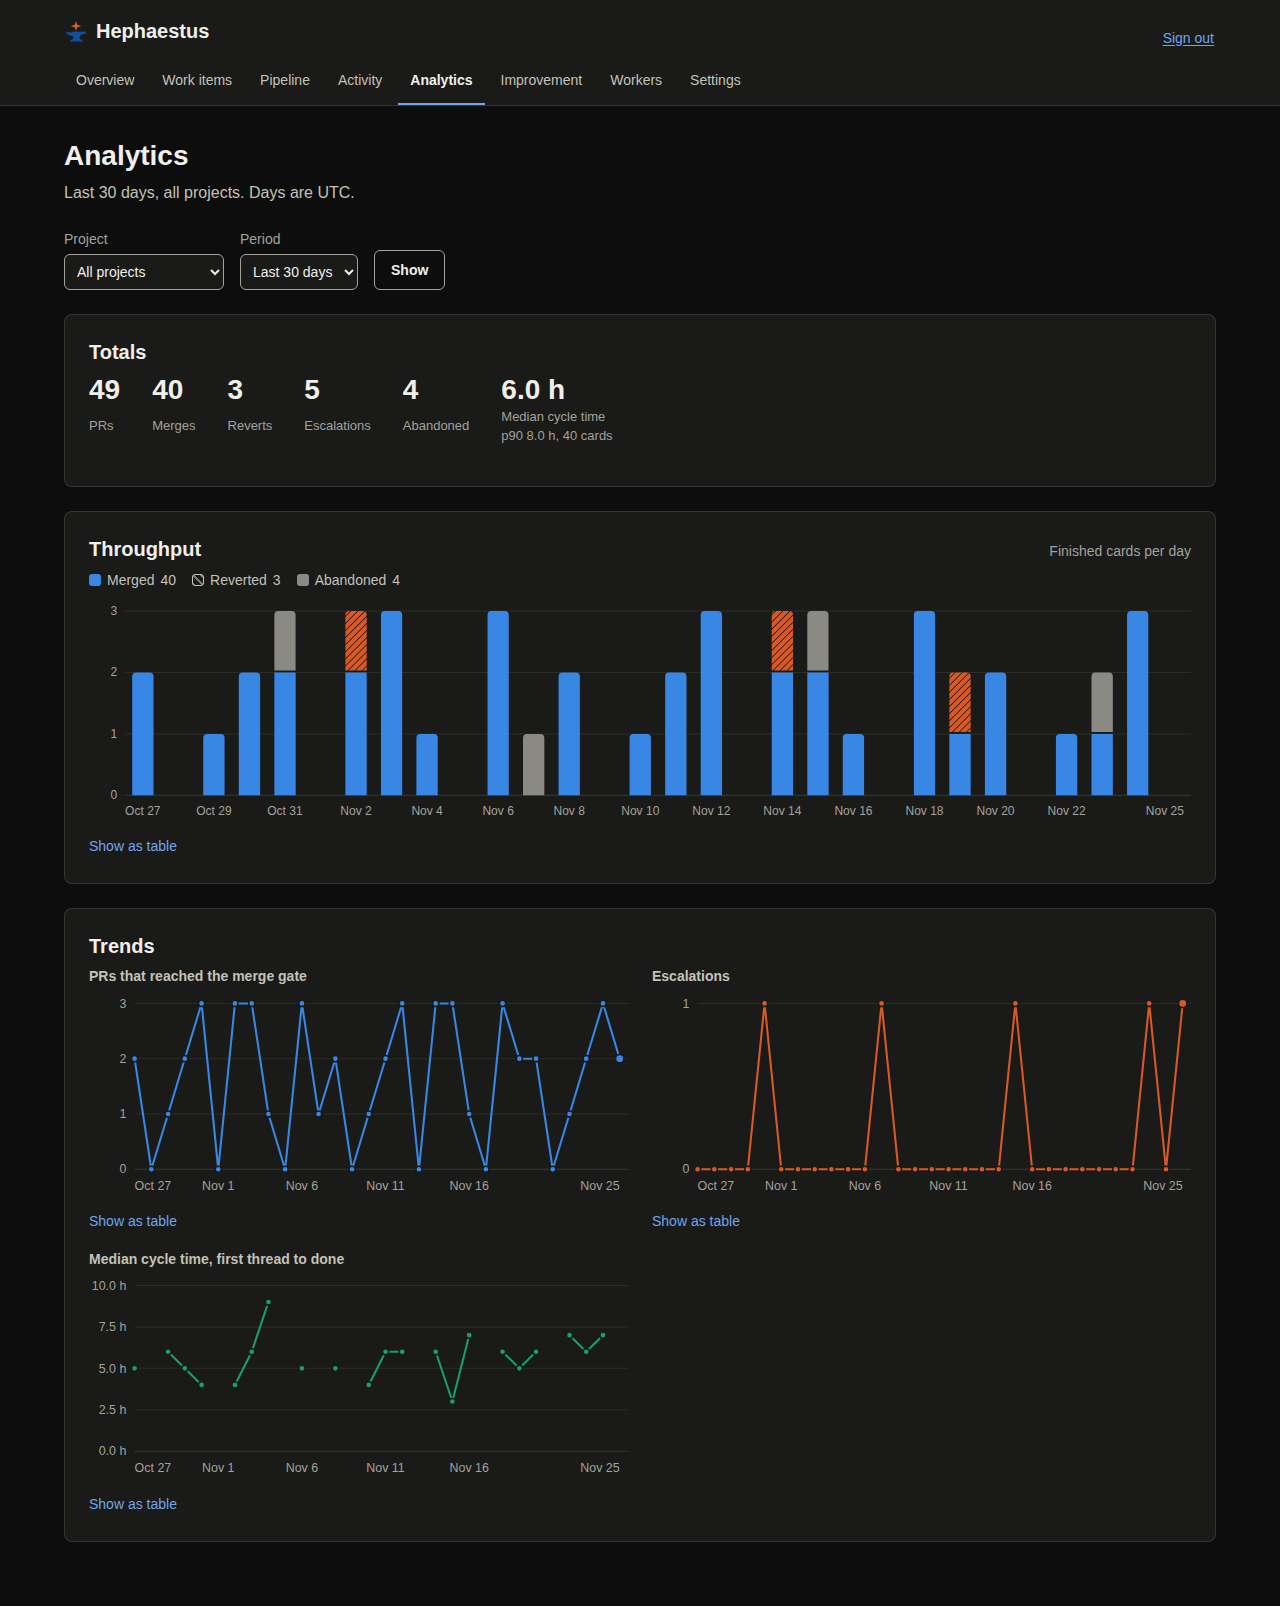 Hephaestus
Sign out
Overview Work items Pipeline Activity Analytics Improvement Workers Settings
Analytics
Last 30 days, all projects. Days are UTC.
Project Period
All projects Last 30 days Show
Totals
49 40 3 5 4 6.0 h
PRs Merges Reverts Escalations Abandoned Median cycle time
p90 8.0 h, 40 cards
Throughput
Finished cards per day
Merged 40 Reverted 3 Abandoned 4
3
2
1
0
Oct 27 Oct 29 Oct 31 Nov 2 Nov 4 Nov 6 Nov 8 Nov 10 Nov 12 Nov 14 Nov 16 Nov 18 Nov 20 Nov 22 Nov 25
Show as table
Trends
PRs that reached the merge gate
3
2
1
0
Oct 27 Nov 1 Nov 6 Nov 11 Nov 16 Nov 25
Show as table
Escalations
1
0
Oct 27 Nov 1 Nov 6 Nov 11 Nov 16 Nov 25
Show as table
Median cycle time, first thread to done
10.0 h
7.5 h
5.0 h
2.5 h
0.0 h
Oct 27 Nov 1 Nov 6 Nov 11 Nov 16 Nov 25
Show as table